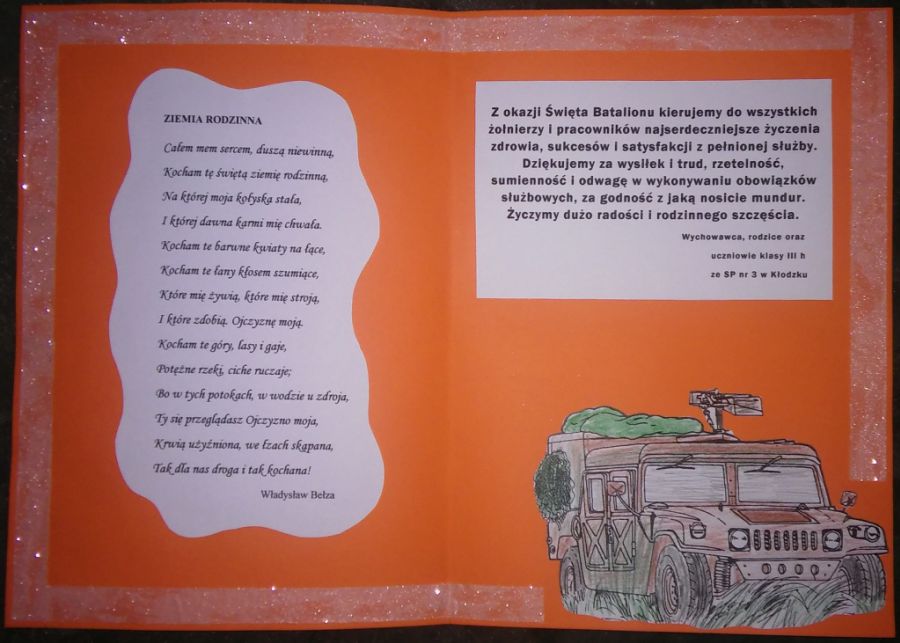 ZIEMIA RODZINNA
Całem mem sercem, duszą niewinną,
Kocham tę świętą ziemię rodzinną,
Na której moja kołyska stała,
I której dawna karmi mię chwała.
Kocham te barwne kwiaty na łące,
Kocham te łany kłosem szumiące,
Które mię żywią, które mię stroją,
I które zdobią. Ojczyznę moją.
Kocham te góry, lasy i gaje,
Potężne rzeki, ciche ruczaje;
Bo w tych potokach, w wodzie u zdroja,
Ty się przeglądasz Ojczyzno moja,
Krwią użyźniona, we łzach skąpana,
Tak dla nas droga i tak kochana!
Władysław Bełza
Z okazji Święta Batalionu kierujemy do wszystkich
żołnierzy i pracowników najserdeczniejsze życzenia
zdrowia, sukcesów i satysfakcji z pełnionej służby.
Dziękujemy za wysiłek i trud, rzetelność,
sumienność i odwagę w wykonywaniu obowiązków
służbowych, za godność z jaką nosicie mundur.
Życzymy dużo radości i rodzinnego szczęścia.
Wychowawca, rodzice oraz
uczniowie klasy III h
ze SP nr 3 w Kłodzku